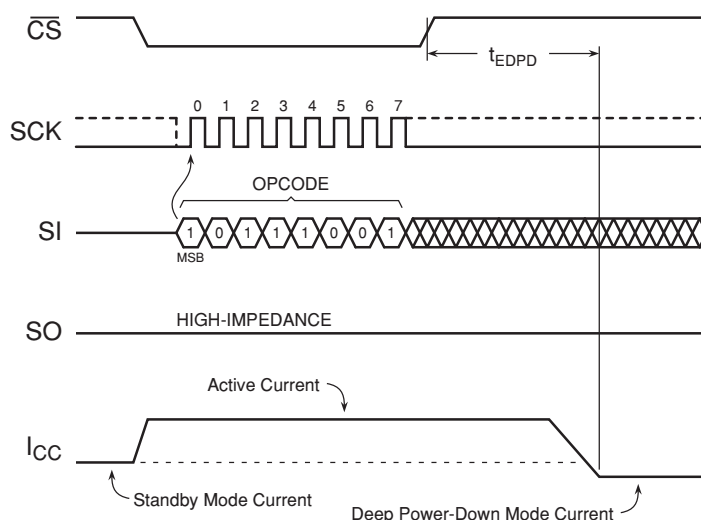 CS
tEDPD
0 1 2 3 4 5 6 7
SCK
OPCODE
SI
1 0 1 1 1 0 0 1
MSB
HIGH-IMPEDANCE
SO
Active Current
ICC
Standby Mode Current
Deep Power-Down Mode Current